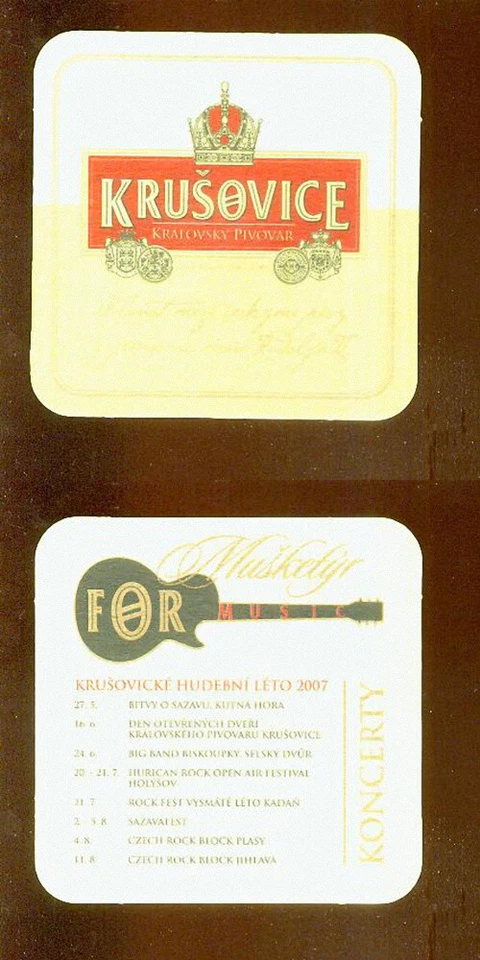 KRUŠOVICE
KRÁLOVSKÝ PIVOVAR
Mušketýr
FOR MUSIC
KRUŠOVICKÉ HUDEBNÍ LÉTO 2007
27. 5. BITVY O SÁZAVU, KUTNÁ HORA
16. 6. DEN OTEVŘENÝCH DVEŘÍ
KRÁLOVSKÉHO PIVOVARU KRUŠOVICE
24. 6. BIG BAND BISKOUPKY, SELSKÝ DVŮR
20. - 21. 7. HURICAN ROCK OPEN AIR FESTIVAL
HOLÝŠOV
21. 7. ROCK FEST VYSMÁTÉ LÉTO KADAŇ
2. - 5. 8. SÁZAVAFEST
4. 8. CZECH ROCK BLOCK PLASY
11. 8. CZECH ROCK BLOCK JIHLAVA
KONCERTY